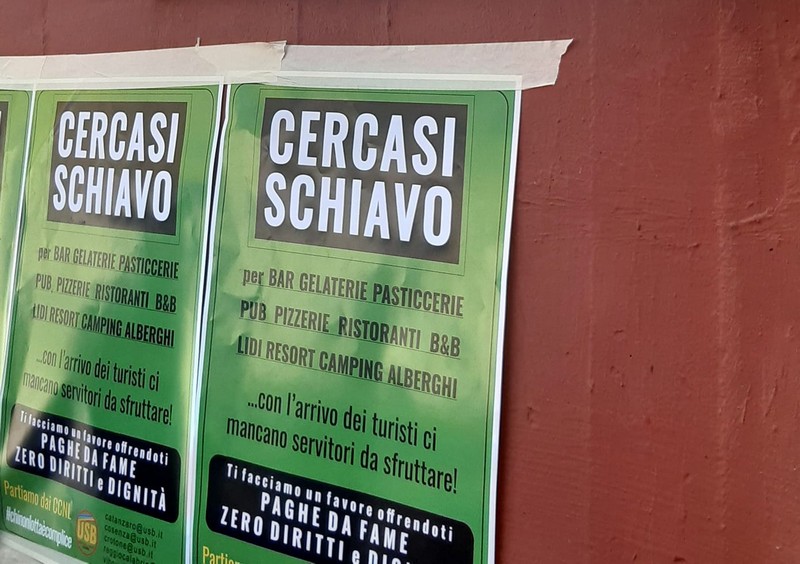 CERCASI
SCHIAVO
per BAR GELATERIE PASTICCERIE
PUB, PIZZERIE RISTORANTI B&B
LIDI RESORT CAMPING ALBERGHI
...con l'arrivo dei turisti ci
mancano servitori da sfruttare!
Ti facciamo un favore offrendoti
PAGHE DA FAME
ZERO DIRITTI e DIGNITÀ
Partiamo dai CCNL!
#chinonlottaècomplice
USB
catanzaro@usb.it
cosenza@usb.it
crotone@usb.it
CERCASI
SCHIAVO
per BAR GELATERIE PASTICCERIE
PUB PIZZERIE RISTORANTI B&B
LIDI RESORT CAMPING ALBERGHI
...con l'arrivo dei turisti ci
mancano servitori da sfruttare!
Ti facciamo un favore offrendoti
PAGHE DA FAME
ZERO DIRITTI e